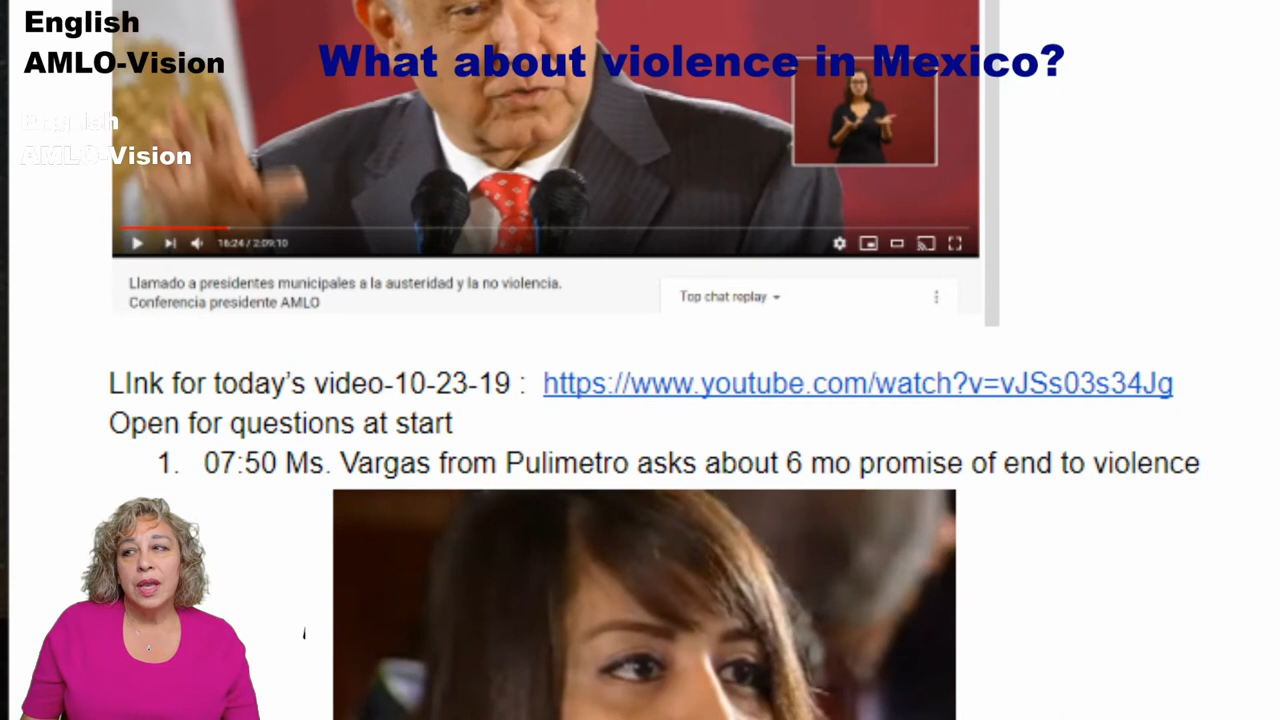 English
AMLO-Vision
What about violence in Mexico?
English
AMLO-Vision
16:24 / 2:09:10
Llamado a presidentes municipales a la austeridad y la no violencia.
Conferencia presidente AMLO
Top chat replay
LInk for today’s video-10-23-19 : https://www.youtube.com/watch?v=vJSs03s34Jg
Open for questions at start
1. 07:50 Ms. Vargas from Pulimetro asks about 6 mo promise of end to violence